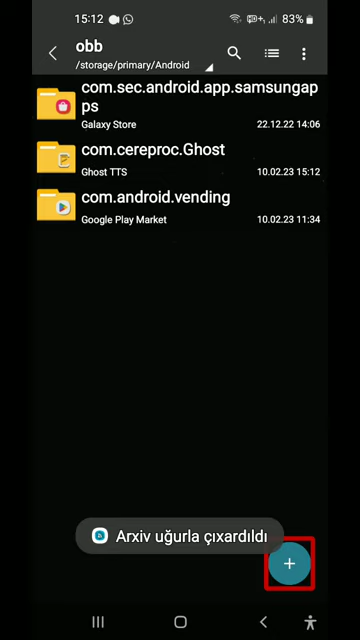 15:12
83%
obb
/storage/primary/Android
com.sec.android.app.samsungap
ps
Galaxy Store
22.12.22 14:06
com.cereproc.Ghost
Ghost TTS
10.02.23 15:12
com.android.vending
Google Play Market
10.02.23 11:34
Arxiv uğurla çıxardıldı